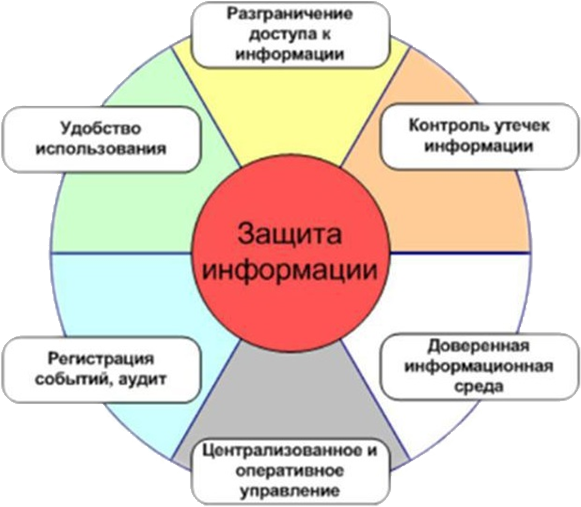 Разграничение
доступа к
информации
Удобство
использования
Контроль утечек
информации
Защита
информации
Регистрация
событий, аудит
Доверенная
информационная
среда
Централизованное и
оперативное
управление